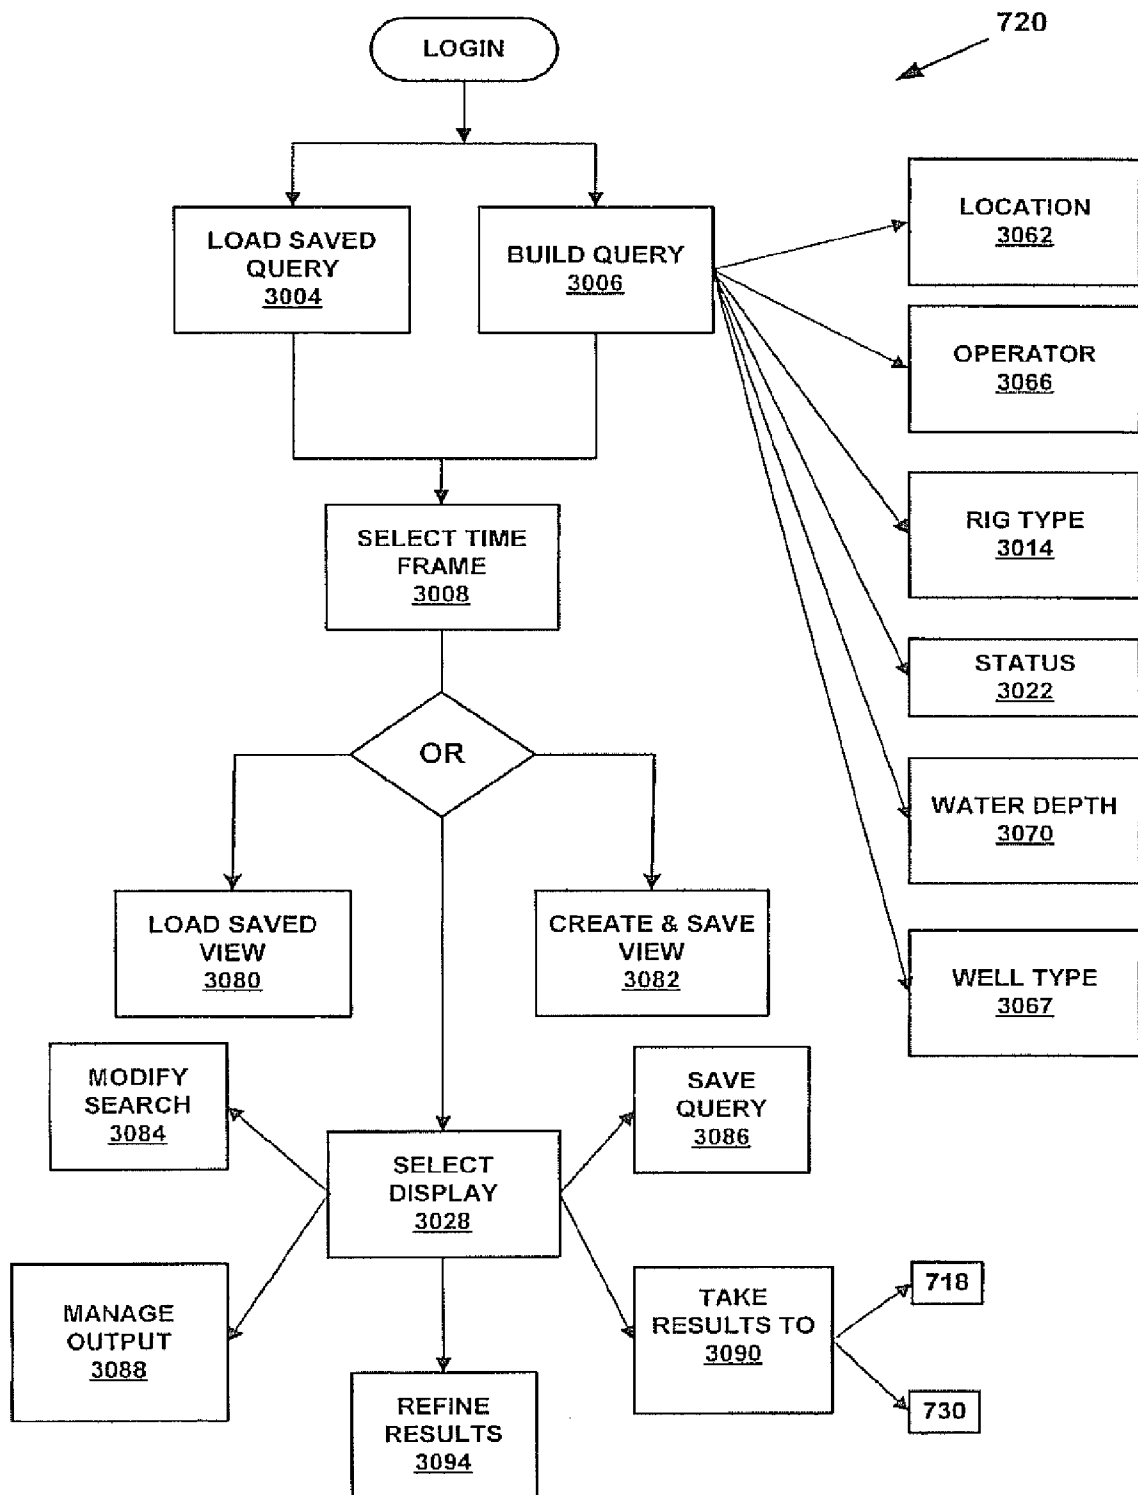 720
LOGIN
LOAD SAVED
QUERY
3004
BUILD QUERY
3006
LOCATION
3062
OPERATOR
3066
RIG TYPE
3014
STATUS
3022
WATER DEPTH
3070
WELL TYPE
3067
SELECT TIME
FRAME
3008
OR
LOAD SAVED
VIEW
3080
CREATE & SAVE
VIEW
3082
MODIFY
SEARCH
3084
SAVE
QUERY
3086
SELECT
DISPLAY
3028
MANAGE
OUTPUT
3088
TAKE
RESULTS TO
3090
718
730
REFINE
RESULTS
3094